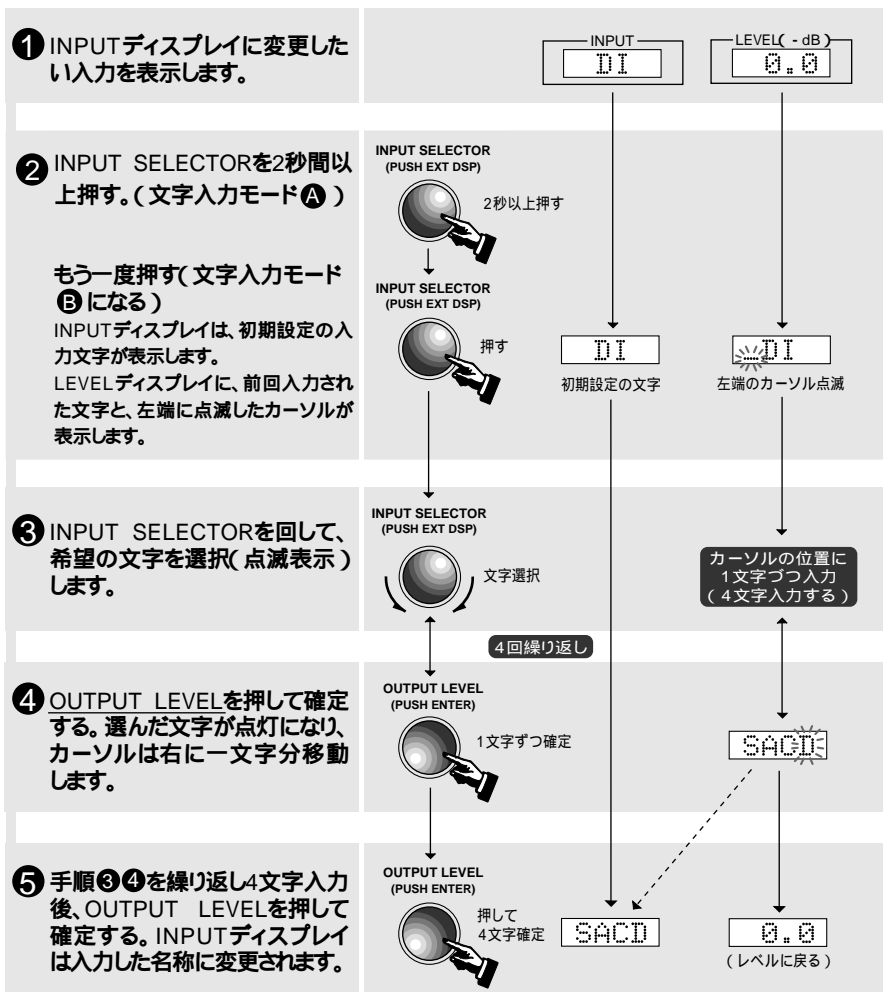 ❶ INPUTディスプレイに変更した
い入力を表示します。
INPUT
DI
LEVEL( - dB )
0.0
❷ INPUT SELECTORを2秒間以
上押す。( 文字入力モードⒶ )
INPUT SELECTOR
(PUSH EXT DSP)
2秒以上押す
もう一度押す( 文字入力モード
Ⓑになる )
INPUTディスプレイは、初期設定の入
力文字が表示します。
LEVELディスプレイに、前回入力され
た文字と、左端に点滅したカーソルが
表示します。
INPUT SELECTOR
(PUSH EXT DSP)
押す
DI
初期設定の文字
_DI
左端のカーソル点滅
❸ INPUT SELECTORを回して、
希望の文字を選択( 点滅表示 )
します。
INPUT SELECTOR
(PUSH EXT DSP)
文字選択
カーソルの位置に
1文字づつ入力
( 4文字入力する )
4回繰り返し
❹ OUTPUT LEVELを押して確定
する。選んだ文字が点灯になり、
カーソルは右に一文字分移動
します。
OUTPUT LEVEL
(PUSH ENTER)
1文字ずつ確定
SACD
❺ 手順❸❹を繰り返し4文字入力
後、OUTPUT LEVELを押して
確定する。INPUTディスプレイ
は入力した名称に変更されます。
OUTPUT LEVEL
(PUSH ENTER)
押して
4文字確定
SACD
0.0
( レベルに戻る )